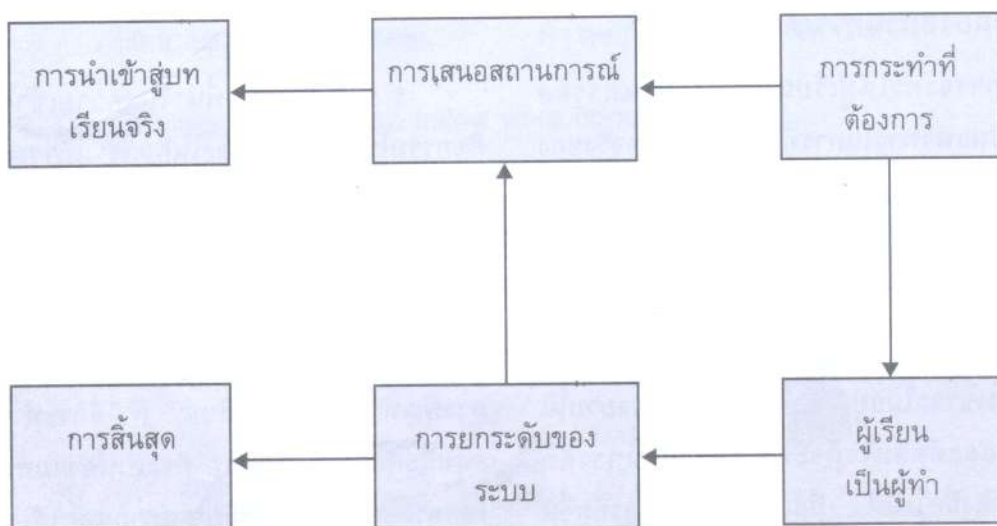 การนำเข้าสู่บท
เรียนจริง
การเสนอสถานการณ์
การกระทำที่
ต้องการ
การสิ้นสุด
การยกระดับของ
ระบบ
ผู้เรียน
เป็นผู้ทำ